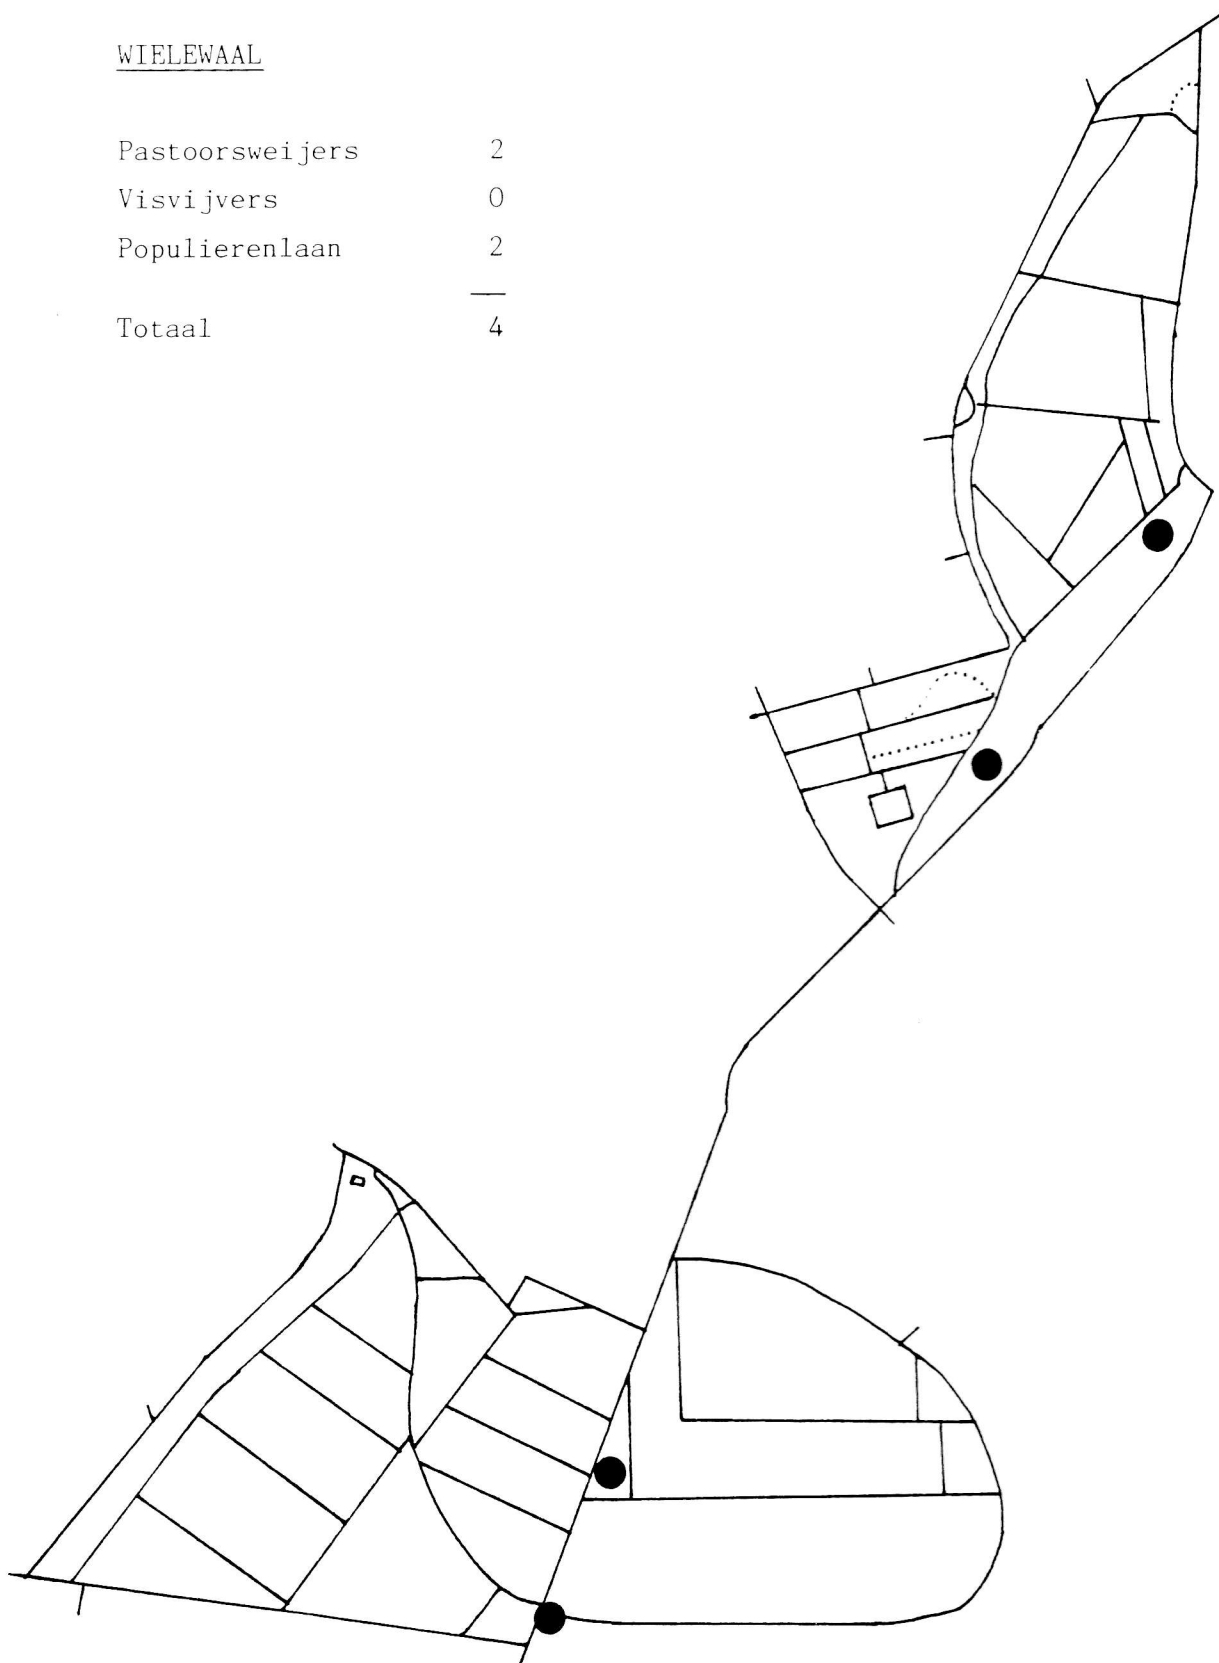 WIELEWAAL
Pastoorsweijers 2
Visvijvers 0
Populierenlaan 2
Totaal 4